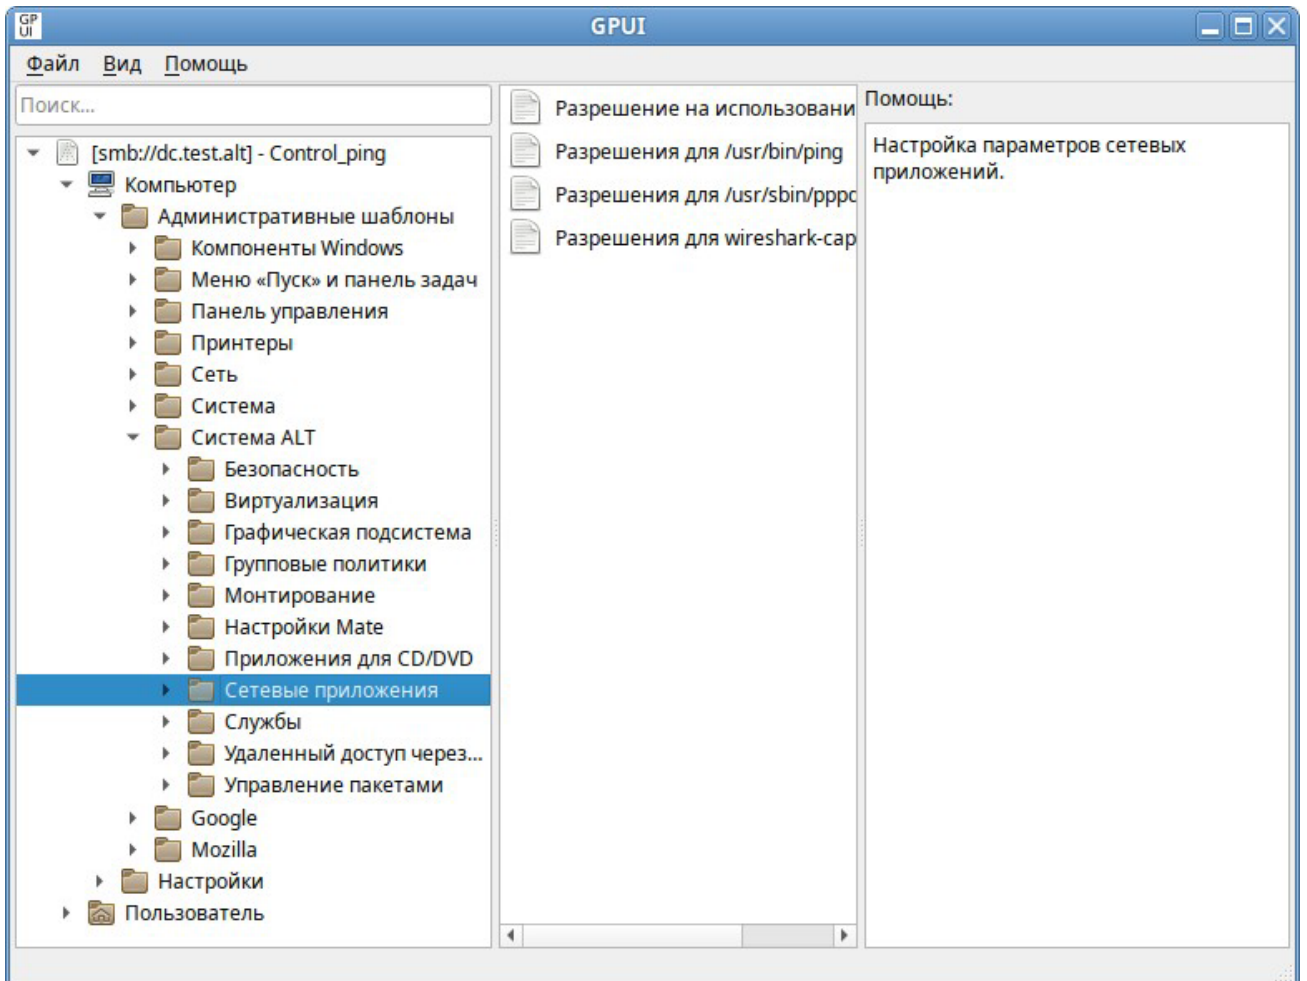 GP
UI
GPUI
Файл Вид Помощь
Поиск...
[smb://dc.test.alt] - Control_ping
Компьютер
Административные шаблоны
Компоненты Windows
Меню «Пуск» и панель задач
Панель управления
Принтеры
Сеть
Система
Система ALT
Безопасность
Виртуализация
Графическая подсистема
Групповые политики
Монтирование
Настройки Mate
Приложения для CD/DVD
Сетевые приложения
Службы
Удаленный доступ через...
Управление пакетами
Google
Mozilla
Настройки
Пользователь
Разрешение на использовани
Разрешения для /usr/bin/ping
Разрешения для /usr/sbin/pppd
Разрешения для wireshark-cap
Помощь:
Настройка параметров сетевых
приложений.